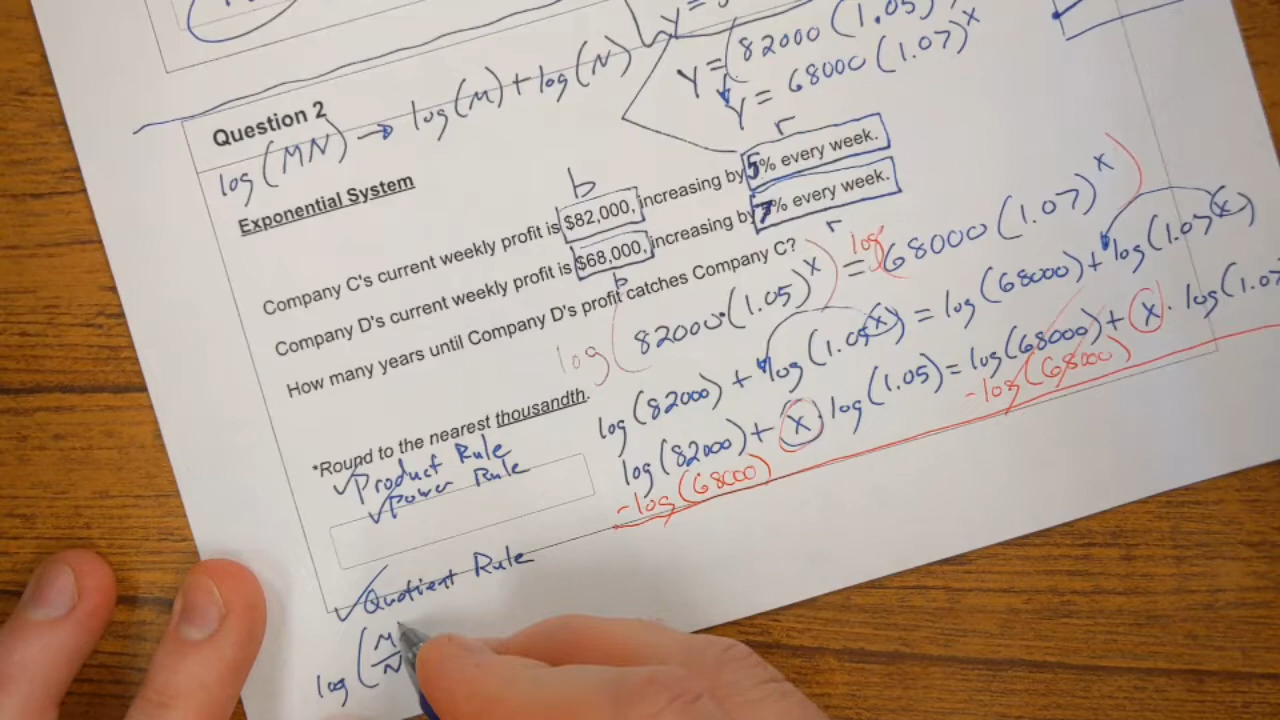 Y =
Y = (82000 (1.05)
Y = 68000 (1.07)^x
Question 2
log(MN) → log(M) + log(N)
Exponential System
b
r
Company C's current weekly profit is $82,000, increasing by 5% every week.
Company D's current weekly profit is $68,000, increasing by 7% every week.
b
r
How many years until Company D's profit catches Company C?
log(82000·(1.05)^x) = log(68000(1.07)^x)
log(82000) + log(1.05^x) = log(68000) + log(1.07^x)
*Round to the nearest thousandth.
log(82000) + x · log(1.05) = log(68000) + x · log(1.07
-log(68000) -log(68000)
✓Product Rule
✓Power Rule
✓Quotient Rule
log(M/N